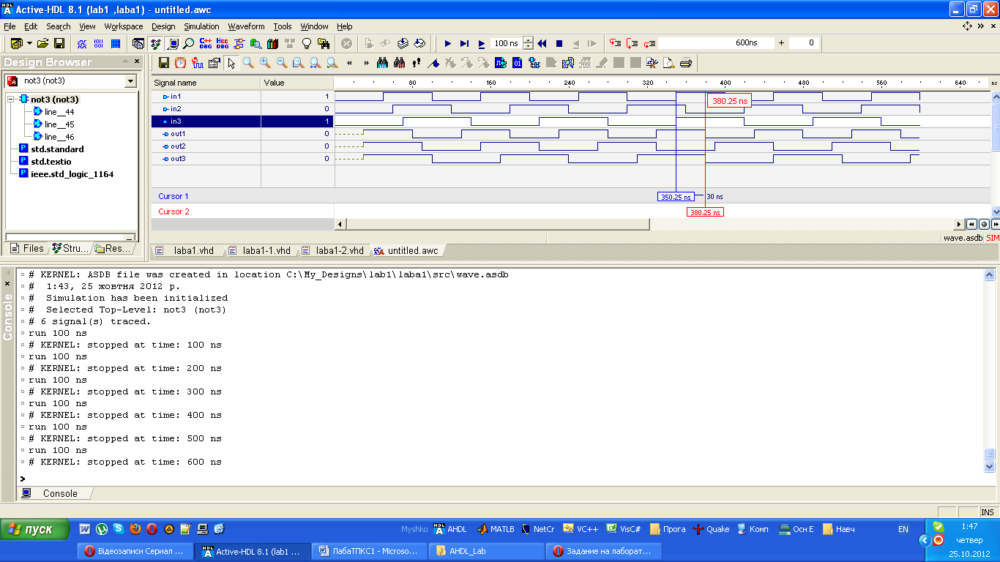 Active-HDL 8.1 (lab1 ,laba1) - untitled.awc
File Edit Search View Workspace Design Simulation Waveform Tools Window Help
C++ DBG HES DBG 100 ns 600ns + 0
Design Browser
not3 (not3)
not3 (not3)
line__44
line__45
line__46
std.standard
std.textio
ieee.std_logic_1164
Files Stru... Res...
Signal name Value 80 160 240 320 400 480 560 640 ns
in1 1
380.25 ns
in2 0
in3 1
out1 0
out2 0
out3 0
Cursor 1 350.25 ns 30 ns
Cursor 2 380.25 ns
wave.asdb SIM
laba1.vhd laba1-1.vhd laba1-2.vhd untitled.awc
Console
# KERNEL: ASDB file was created in location C:\My_Designs\lab1\laba1\src\wave.asdb
# 1:43, 25 жовтня 2012 р.
# Simulation has been initialized
# Selected Top-Level: not3 (not3)
# 6 signal(s) traced.
run 100 ns
# KERNEL: stopped at time: 100 ns
run 100 ns
# KERNEL: stopped at time: 200 ns
run 100 ns
# KERNEL: stopped at time: 300 ns
run 100 ns
# KERNEL: stopped at time: 400 ns
run 100 ns
# KERNEL: stopped at time: 500 ns
run 100 ns
# KERNEL: stopped at time: 600 ns
>
Console
INS
пуск Myshko AHDL MATLB NetCr VC++ VisC# Прога Quake Комп Осн E Навч EN 1:47
Відеозаписи Сериал ... Active-HDL 8.1 (lab1 ... ЛабаТПКС1 - Microso... AHDL_Lab Задание на лаборат... четвер
25.10.2012